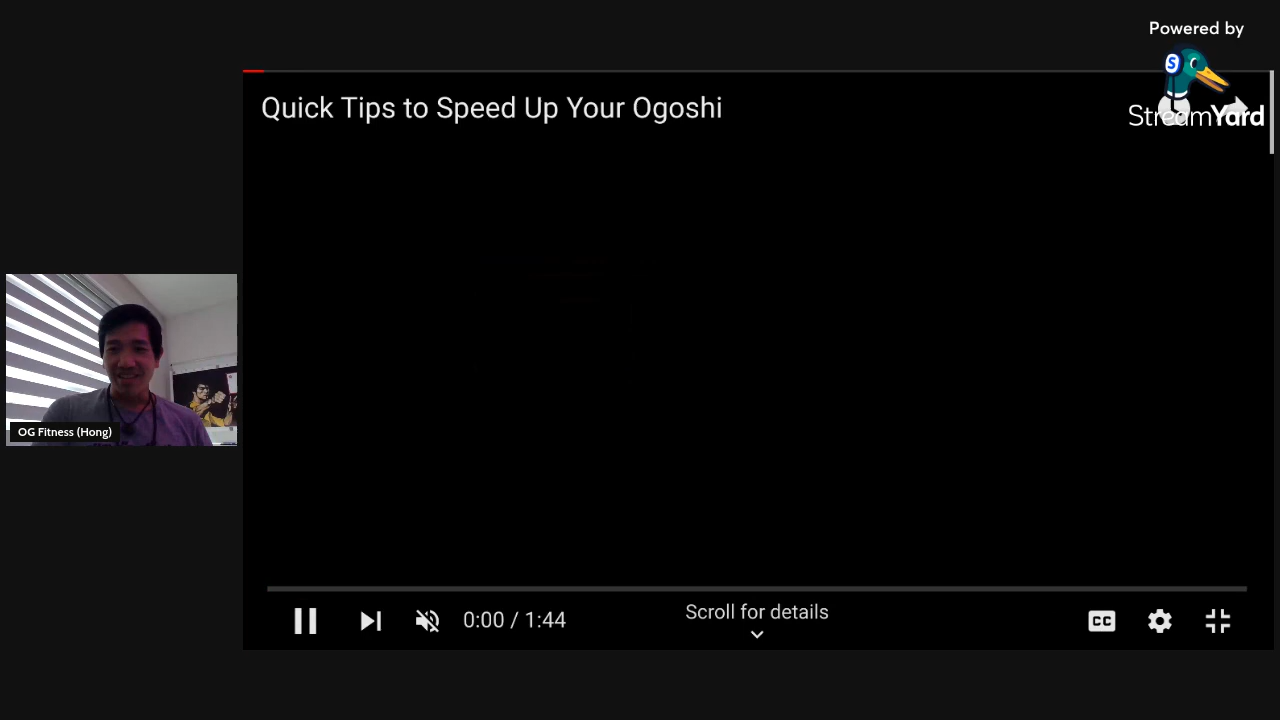 Powered by
StreamYard
Quick Tips to Speed Up Your Ogoshi
OG Fitness (Hong)
0:00 / 1:44
Scroll for details
CC
S